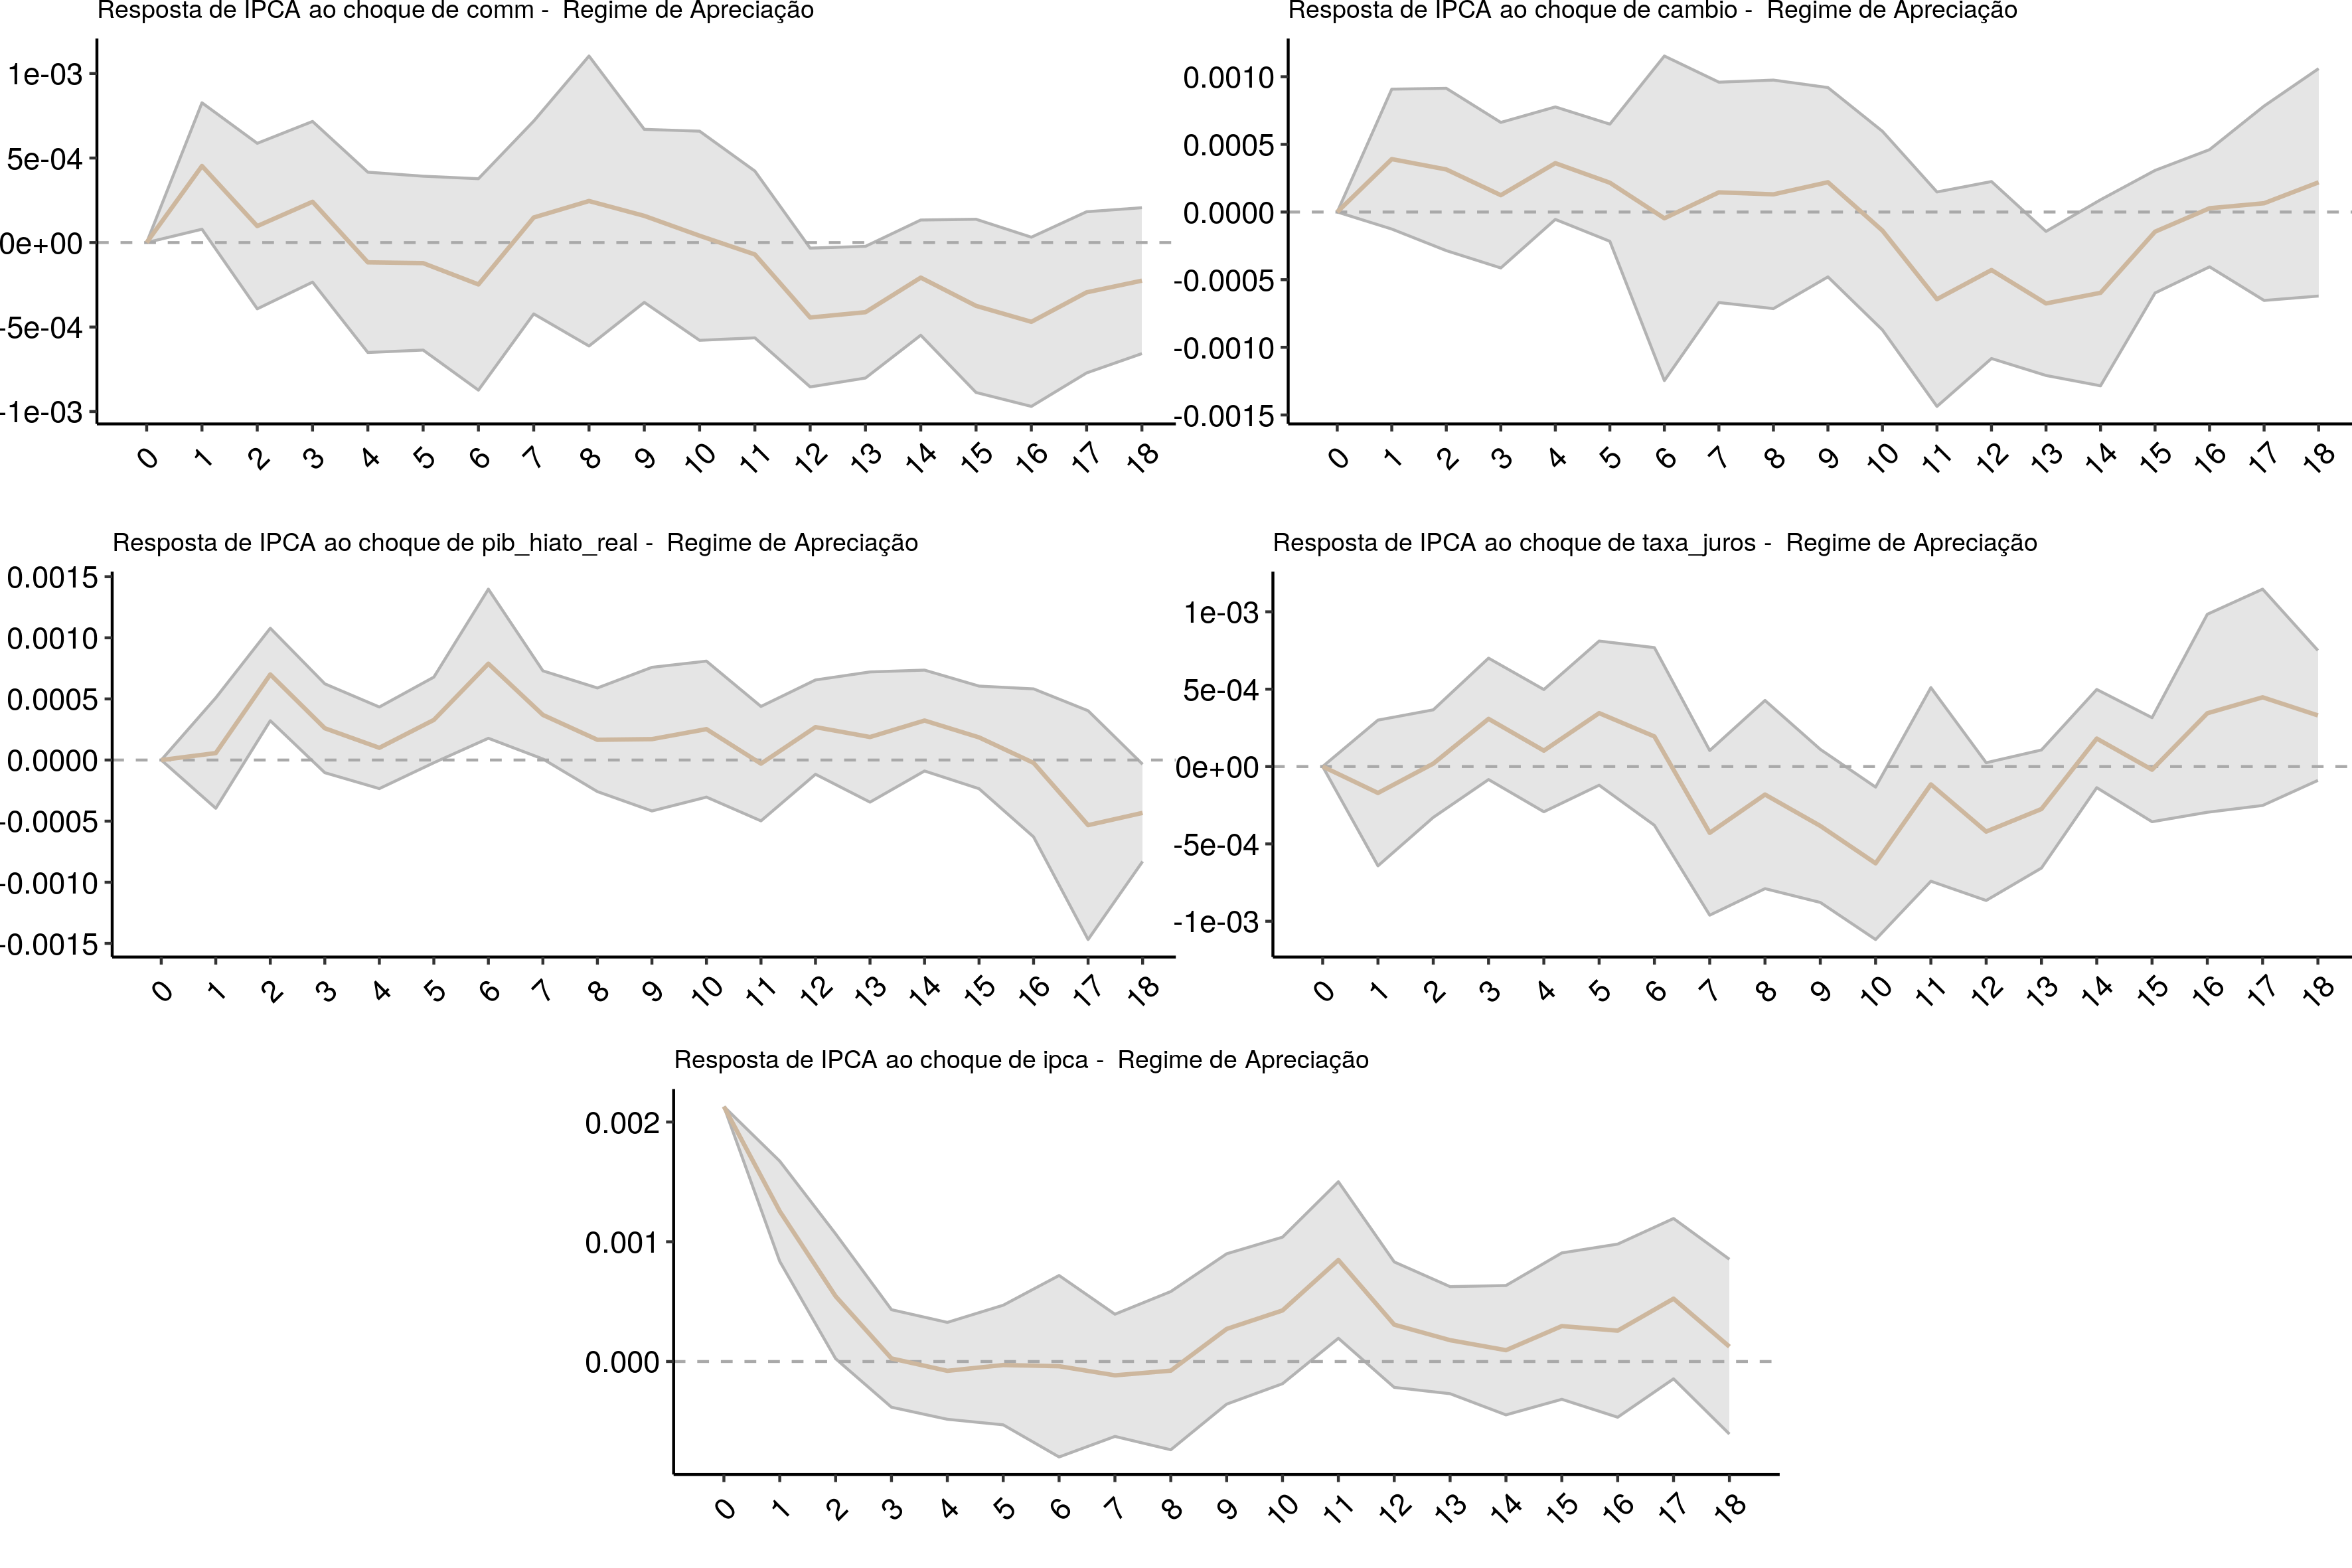 Resposta de IPCA ao choque de comm -  Regime de Apreciação
1e-03
5e-04
0e+00
-5e-04
-1e-03
0 1 2 3 4 5 6 7 8 9 10 11 12 13 14 15 16 17 18
Resposta de IPCA ao choque de cambio -  Regime de Apreciação
0.0010
0.0005
0.0000
-0.0005
-0.0010
-0.0015
0 1 2 3 4 5 6 7 8 9 10 11 12 13 14 15 16 17 18
Resposta de IPCA ao choque de pib_hiato_real -  Regime de Apreciação
0.0015
0.0010
0.0005
0.0000
-0.0005
-0.0010
-0.0015
0 1 2 3 4 5 6 7 8 9 10 11 12 13 14 15 16 17 18
Resposta de IPCA ao choque de taxa_juros -  Regime de Apreciação
1e-03
5e-04
0e+00
-5e-04
-1e-03
0 1 2 3 4 5 6 7 8 9 10 11 12 13 14 15 16 17 18
Resposta de IPCA ao choque de ipca -  Regime de Apreciação
0.002
0.001
0.000
0 1 2 3 4 5 6 7 8 9 10 11 12 13 14 15 16 17 18